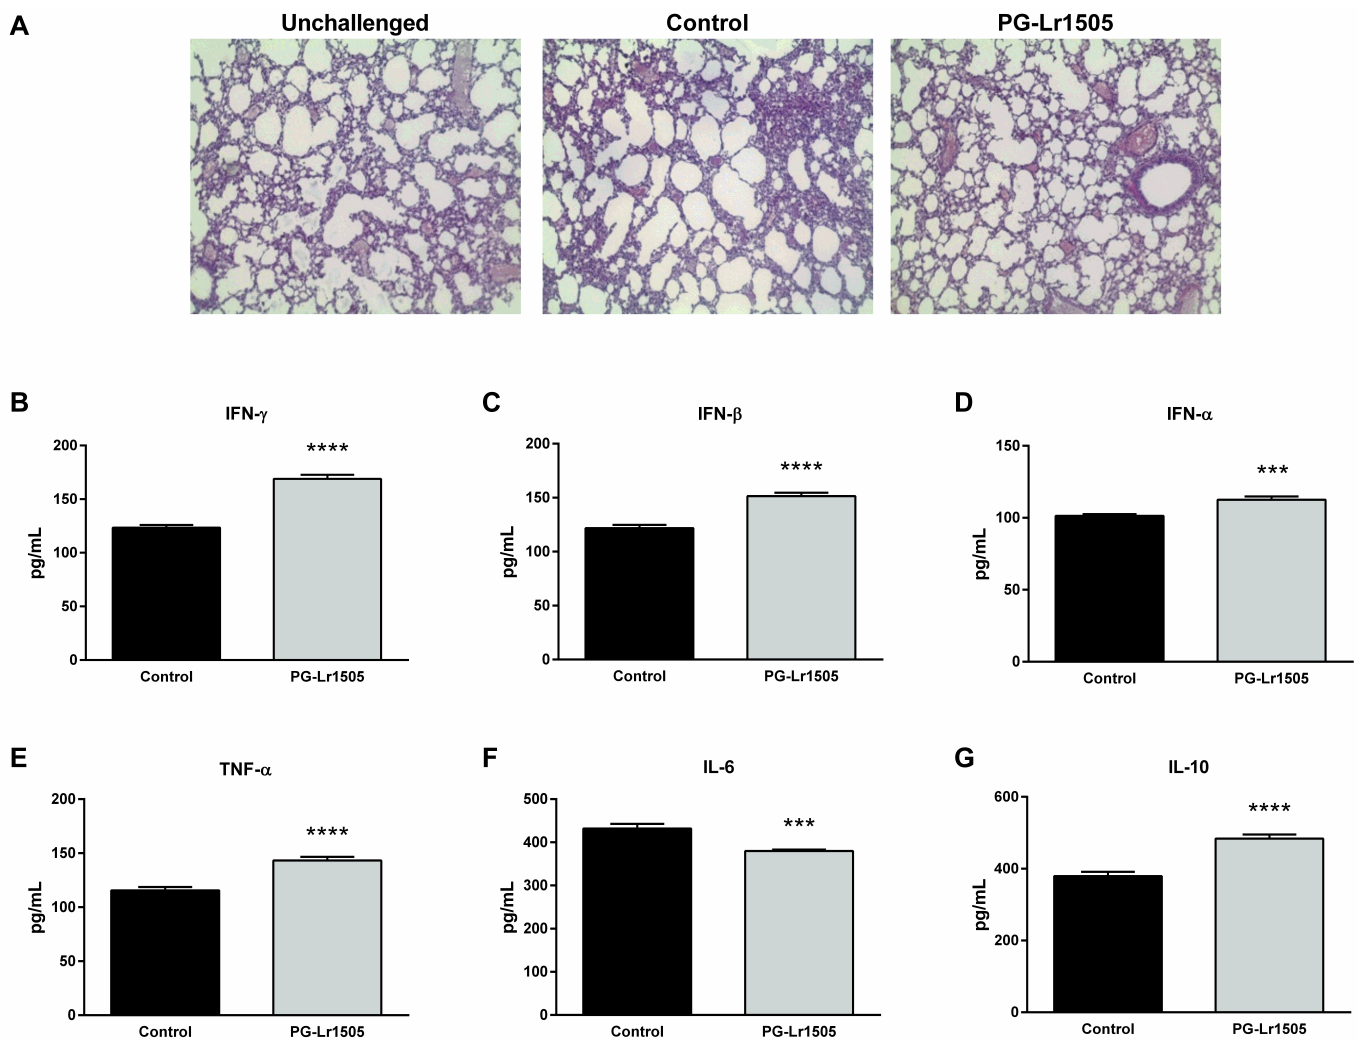 A
Unchallenged
Control
PG-Lr1505
B
IFN-γ
pg/mL
200
150
100
50
0
****
Control
PG-Lr1505
C
IFN-β
pg/mL
200
150
100
50
0
****
Control
PG-Lr1505
D
IFN-α
pg/mL
150
100
50
0
***
Control
PG-Lr1505
E
TNF-α
pg/mL
200
150
100
50
0
****
Control
PG-Lr1505
F
IL-6
pg/mL
500
400
300
200
100
0
***
Control
PG-Lr1505
G
IL-10
pg/mL
600
400
200
0
****
Control
PG-Lr1505